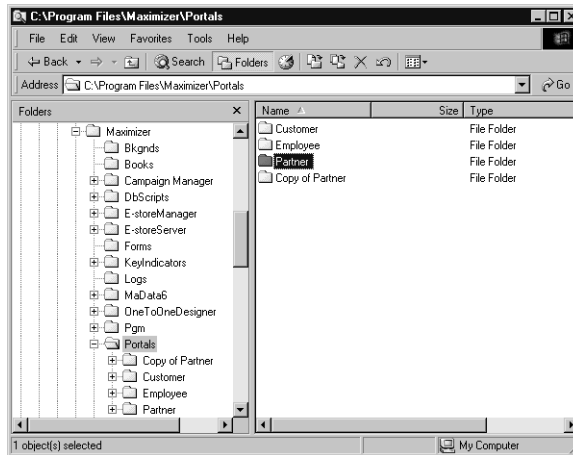 C:\Program Files\Maximizer\Portals
File Edit View Favorites Tools Help
Back Search Folders
Address C:\Program Files\Maximizer\Portals Go
Folders
Maximizer
Bkgnds
Books
Campaign Manager
DbScripts
E-storeManager
E-storeServer
Forms
KeyIndicators
Logs
MaData6
OneToOneDesigner
Pgm
Portals
Copy of Partner
Customer
Employee
Partner
Name Size Type
Customer File Folder
Employee File Folder
Partner File Folder
Copy of Partner File Folder
1 object(s) selected My Computer